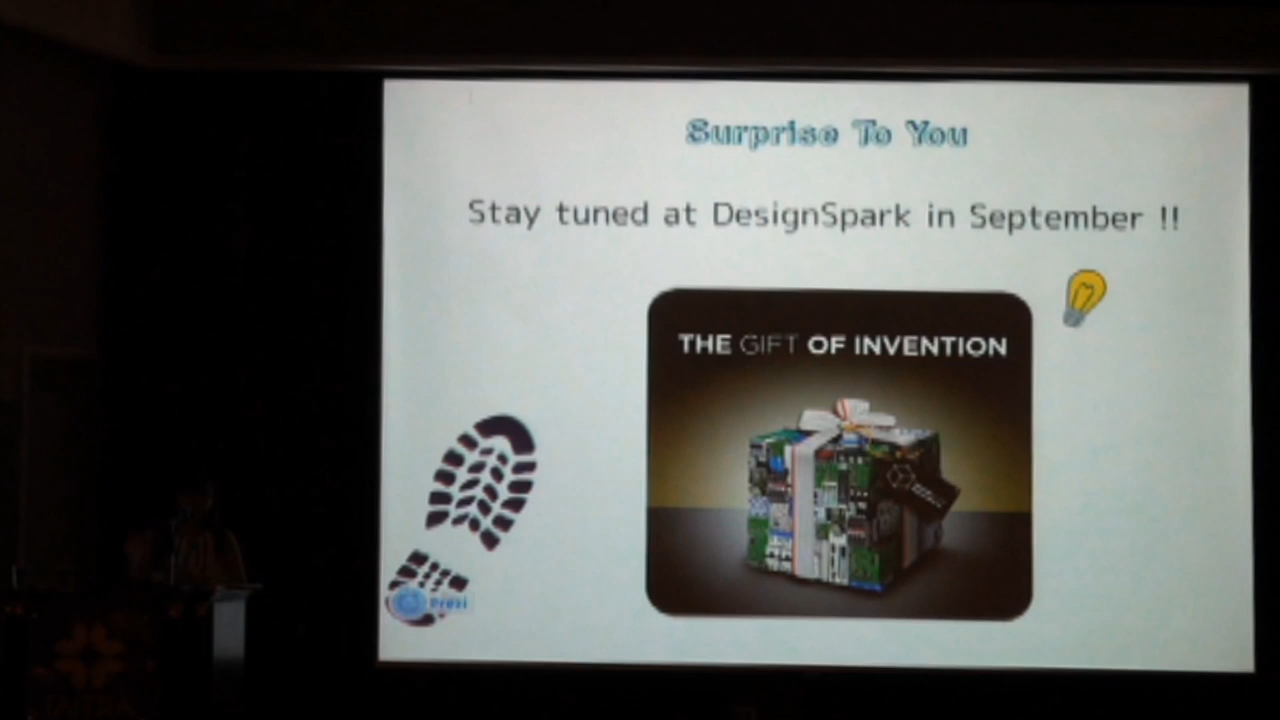 Surprise To You
Stay tuned at DesignSpark in September !!
THE GIFT OF INVENTION
Prezi